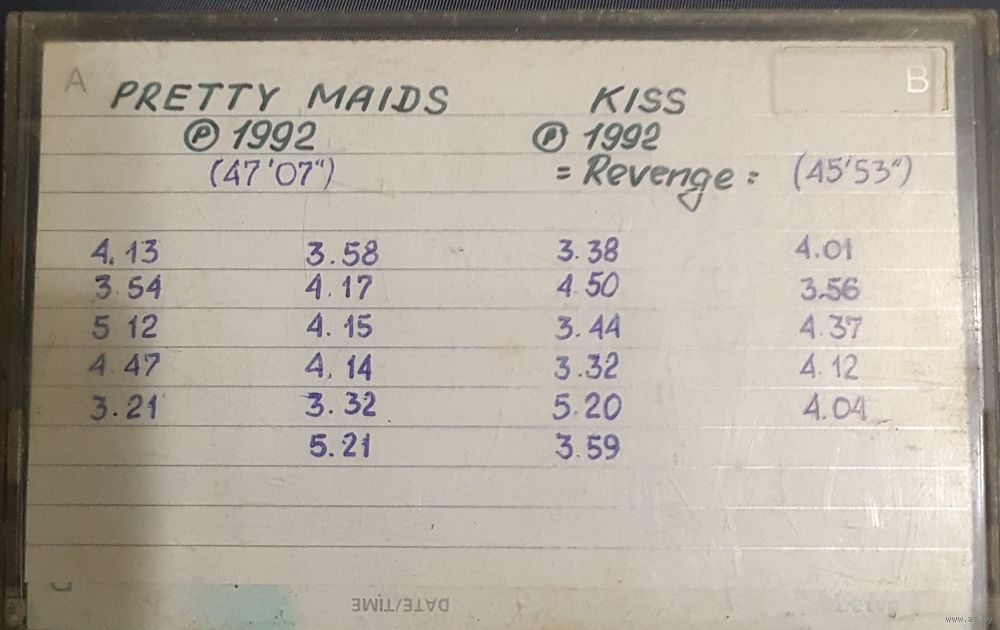 A PRETTY MAIDS KISS B
℗ 1992 ℗ 1992
(47'07") = Revenge = (45'53")
4.13 3.58 3.38 4.01
3.54 4.17 4.50 3.56
5 12 4.15 3.44 4.37
4.47 4.14 3.32 4.12
3.21 3.32 5.20 4.04
5.21 3.59
DATE/TIME